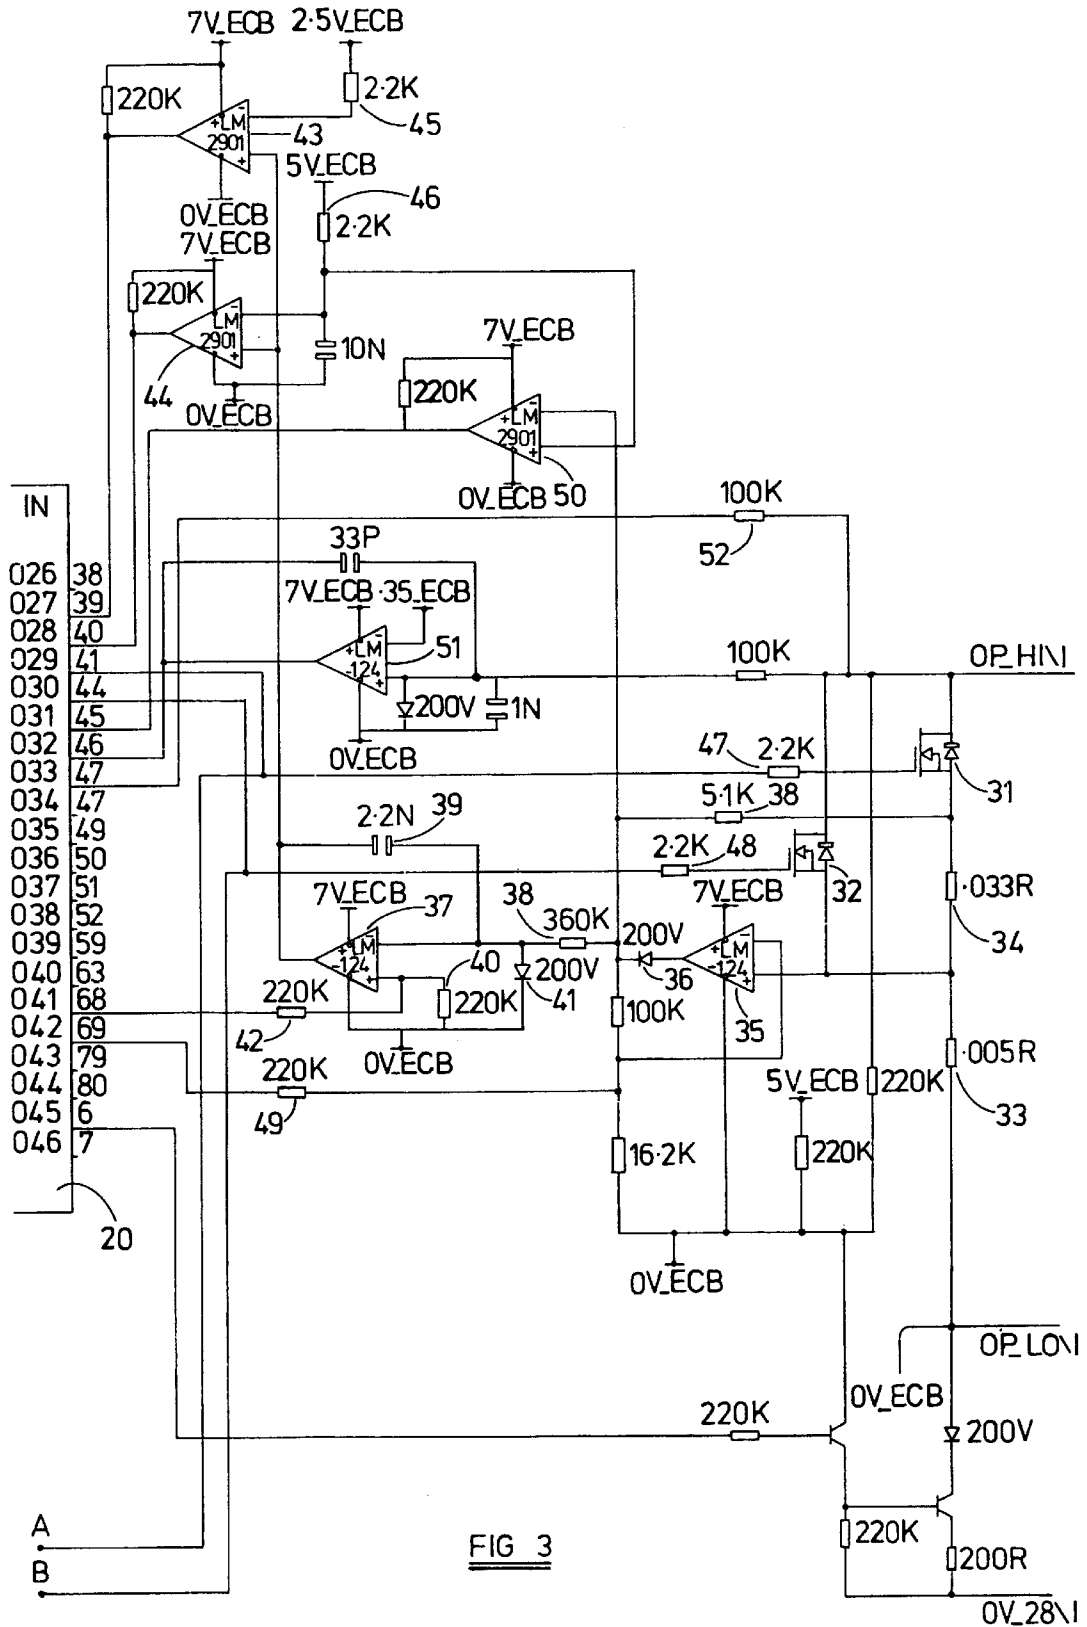 7V_ECB 2·5V_ECB
220K
2·2K
+ -
LM
2901
+
43
45
5V_ECB
46
2·2K
0V_ECB
7V_ECB
220K
-
LM
2901
+
44
10N
0V_ECB
7V_ECB
220K
+ -
LM
2901
+
0V_ECB 50
100K
52
IN
33P
026 38
027 39
028 40
029 41
030 44
031 45
032 46
033 47
034 47
035 49
036 50
037 51
038 52
039 59
040 63
041 68
042 69
043 79
044 80
045 6
046 7
20
7V_ECB ·35_ECB
+ -
LM
-124
+
51
200V
1N
0V_ECB
100K
OP_HI\I
47
2·2K
31
5·1K 38
2·2N
39
2·2K 48
32
7V_ECB
37
+ -
LM
-124
+
38
360K
200V
36
7V_ECB
LM
-
-124
+
35
·033R
34
40
200V
41
220K
220K
42
0V_ECB
220K
49
100K
5V_ECB
220K
·005R
33
16·2K
220K
0V_ECB
OP_LO\I
0V_ECB
220K
200V
220K
200R
0V_28\I
A
B
FIG 3